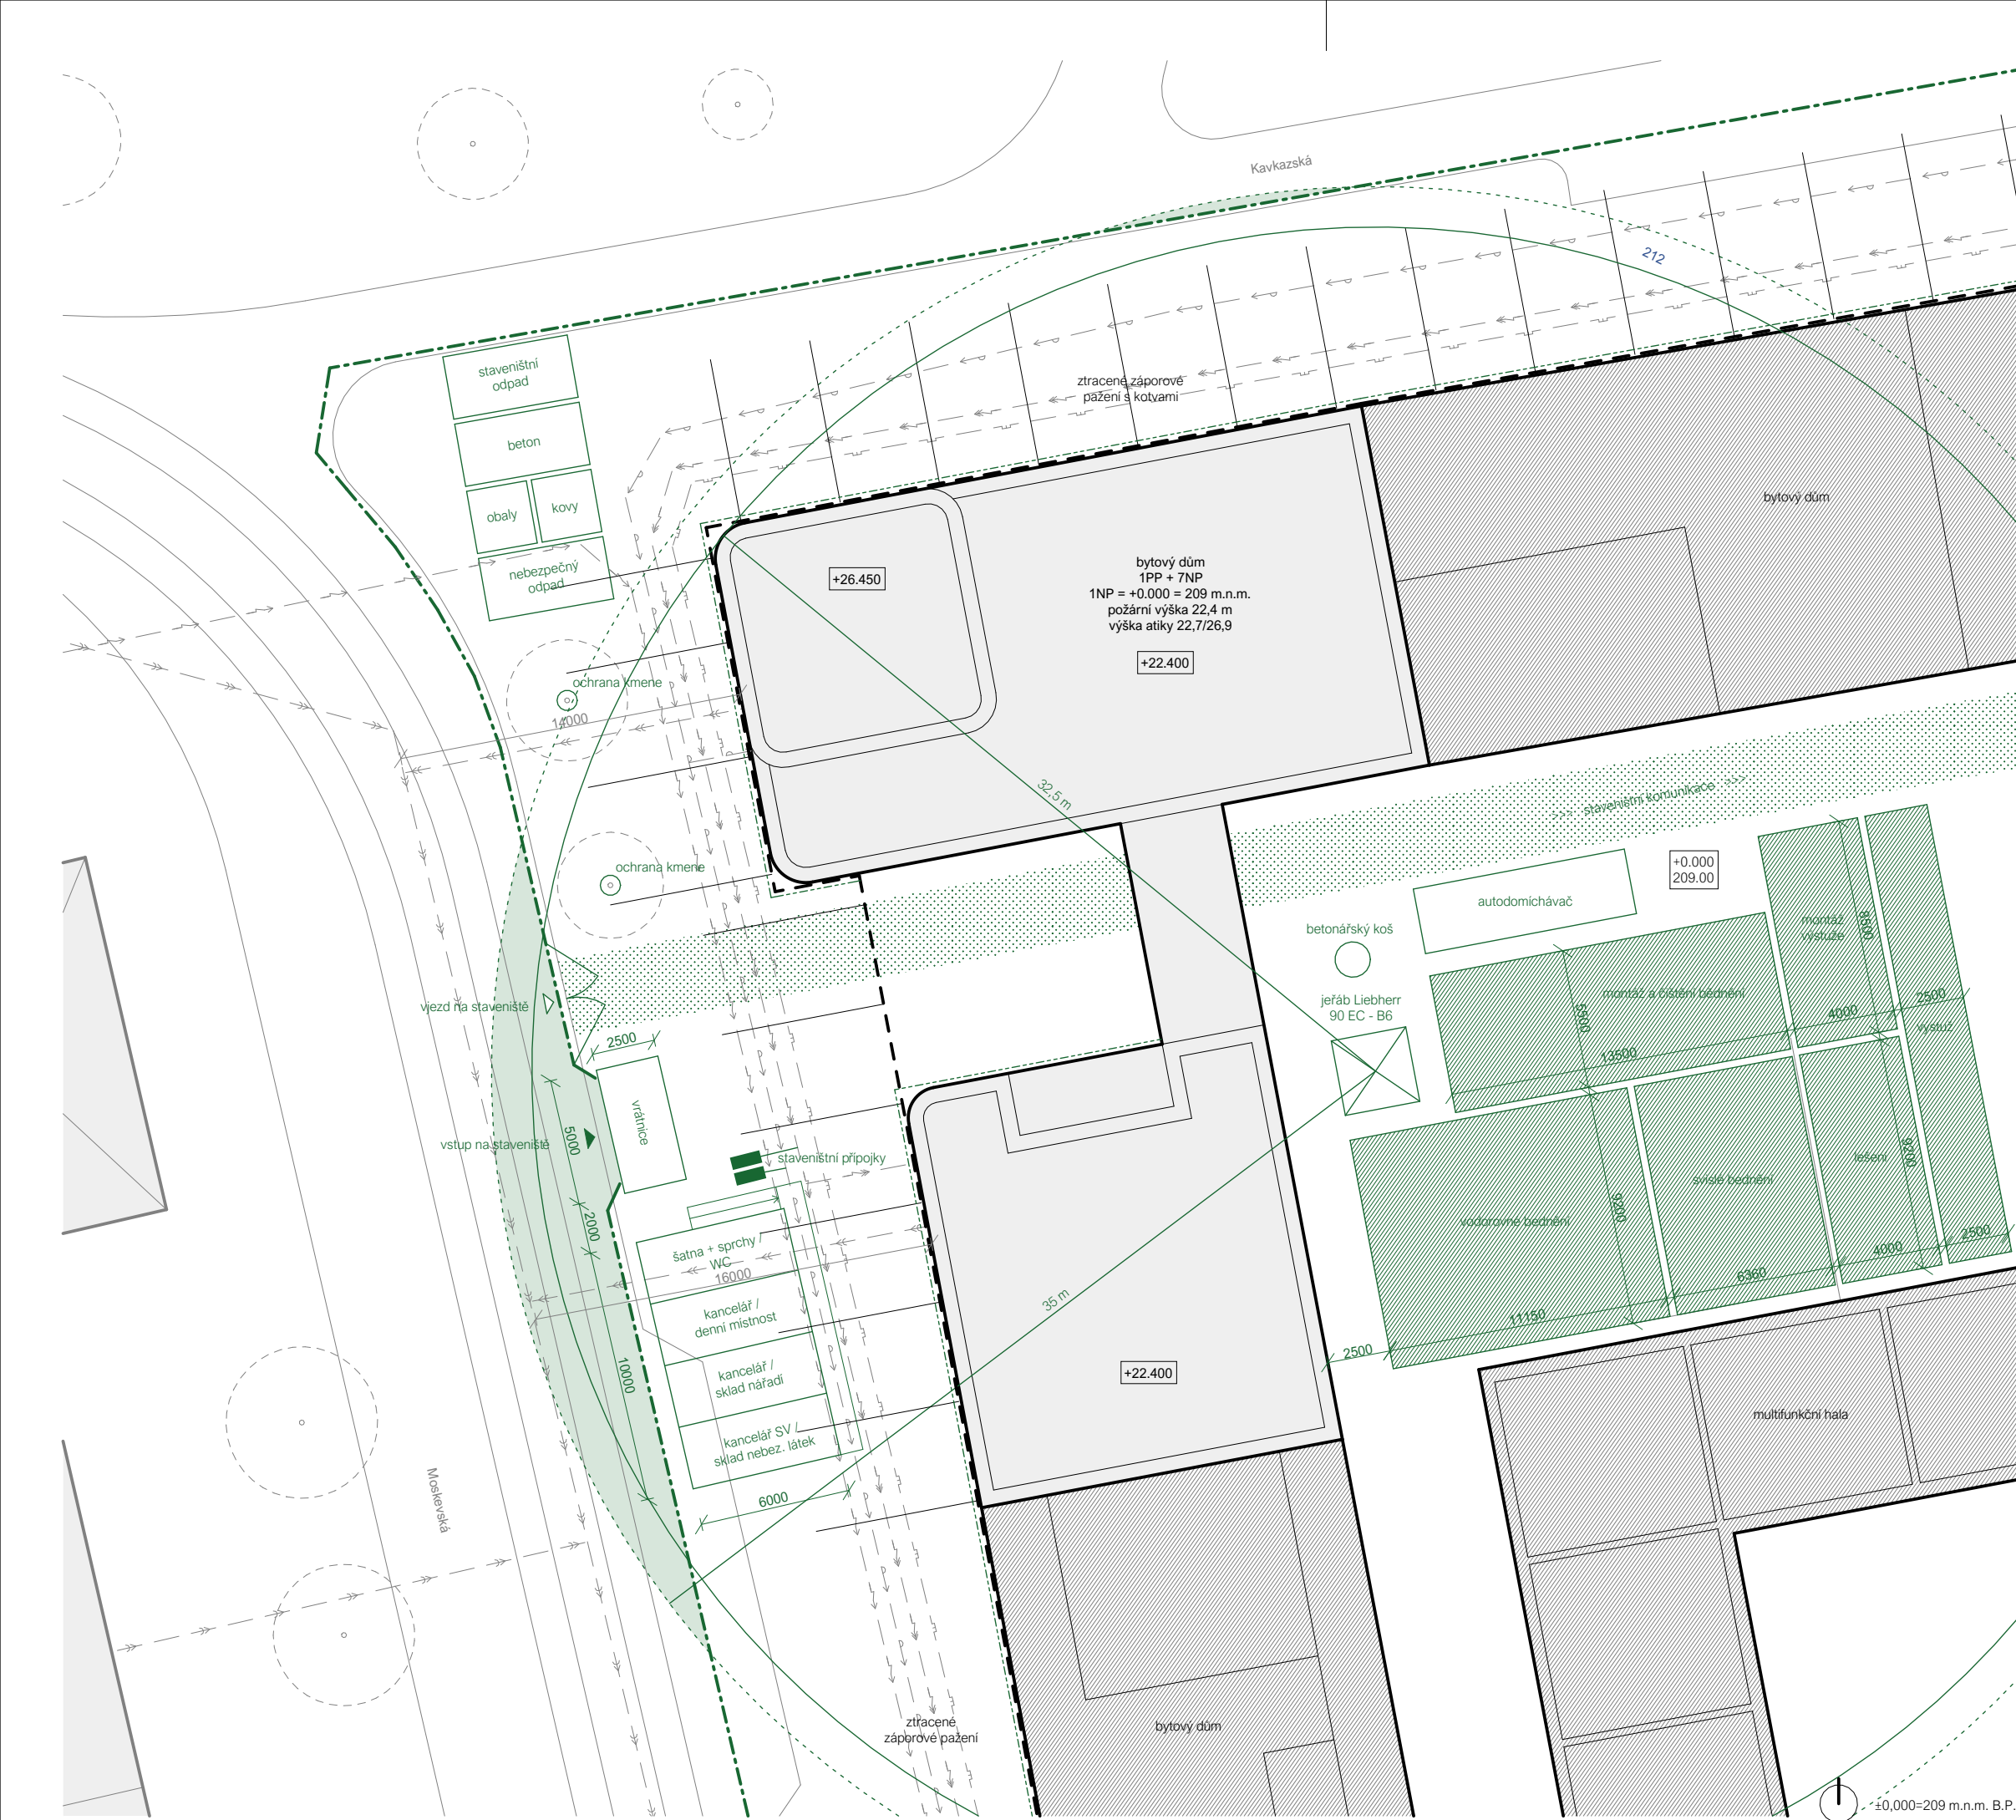 Kavkazská
212
staveništní
odpad
beton
obaly
kovy
nebezpečný
odpad
ztracené záporové
pažení s kotvami
bytový dům
+26.450
bytový dům
1PP + 7NP
1NP = +0.000 = 209 m.n.m.
požární výška 22,4 m
výška atiky 22,7/26,9
+22.400
ochrana kmene
14000
32,5 m
>>> staveništní komunikace >>>
ochrana kmene
+0.000
209.00
autodomíchávač
betonářský koš
montáž
výstuže
8500
jeřáb Liebherr
90 EC - B6
montáž a čištění bědnění
5500
13500
4000
2500
výstuž
vjezd na staveniště
2500
vrátnice
5000
vstup na staveniště
staveništní přípojky
2000
šatna + sprchy /
WC
16000
kancelář /
denní místnost
kancelář /
sklad nářadí
kancelář SV /
sklad nebez. látek
10000
6000
35 m
vodorovné bednění
9200
svislé bednění
lešení
9200
11150
6360
4000
2500
2500
+22.400
multifunkční hala
Moskevská
ztracené
záporové pažení
bytový dům
±0,000=209 m.n.m. B.P.